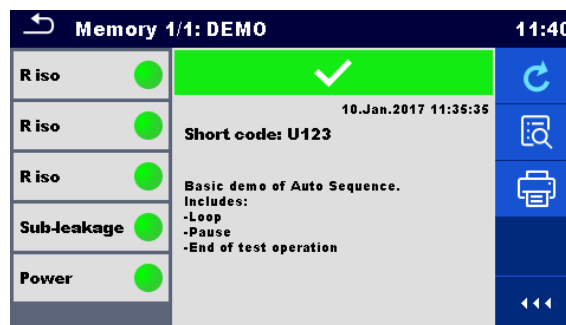 Memory 1/1: DEMO
11:40
R iso
R iso
R iso
Sub-leakage
Power
10.Jan.2017 11:35:35
Short code: U123
Basic demo of Auto Sequence.
Includes:
-Loop
-Pause
-End of test operation